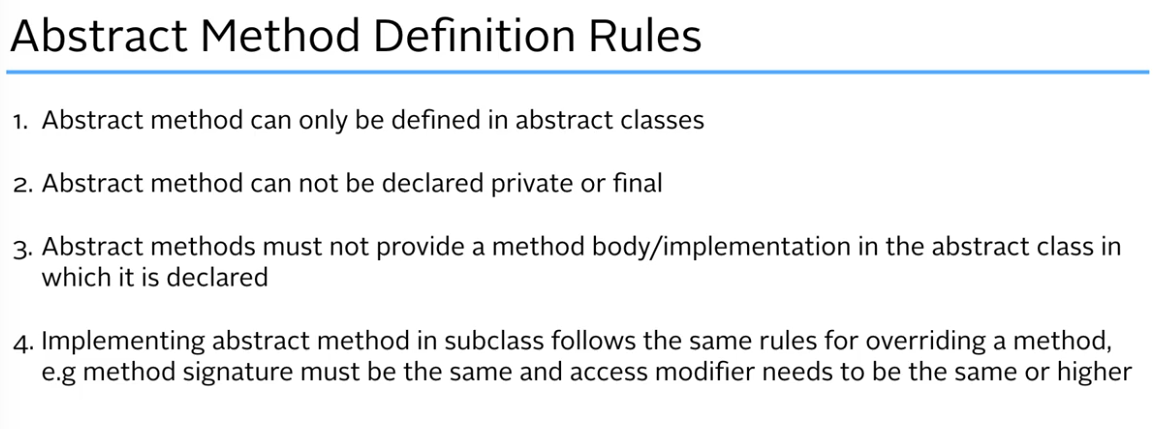 Abstract Method Definition Rules
1. Abstract method can only be defined in abstract classes
2. Abstract method can not be declared private or final
3. Abstract methods must not provide a method body/implementation in the abstract class in
which it is declared
4. Implementing abstract method in subclass follows the same rules for overriding a method,
e.g method signature must be the same and access modifier needs to be the same or higher